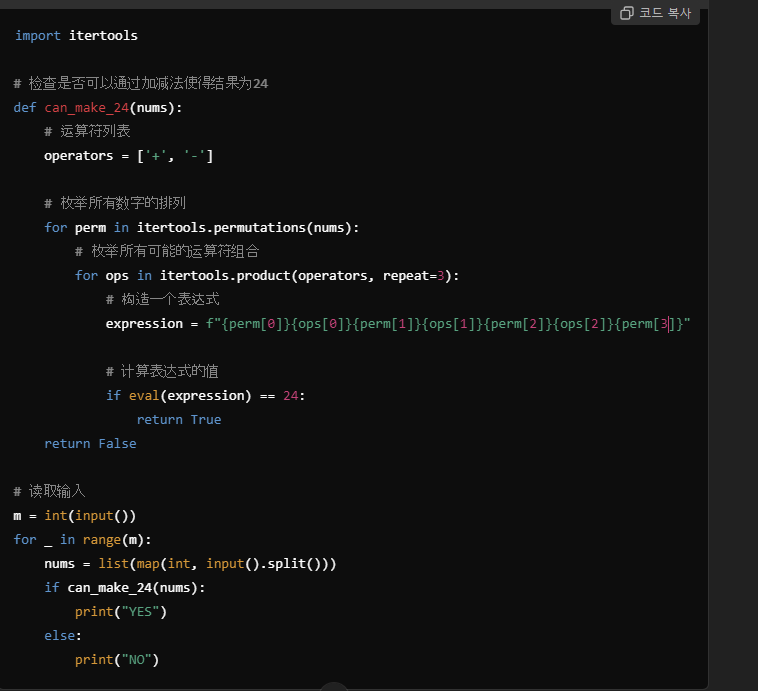 코드 복사
import itertools
# 检查是否可以通过加减法使得结果为24
def can_make_24(nums):
    # 运算符列表
    operators = ['+', '-']
    # 枚举所有数字的排列
    for perm in itertools.permutations(nums):
        # 枚举所有可能的运算符组合
        for ops in itertools.product(operators, repeat=3):
            # 构造一个表达式
            expression = f"{perm[0]}{ops[0]}{perm[1]}{ops[1]}{perm[2]}{ops[2]}{perm[3]}"
            # 计算表达式的值
            if eval(expression) == 24:
                return True
    return False
# 读取输入
m = int(input())
for _ in range(m):
    nums = list(map(int, input().split()))
    if can_make_24(nums):
        print("YES")
    else:
        print("NO")